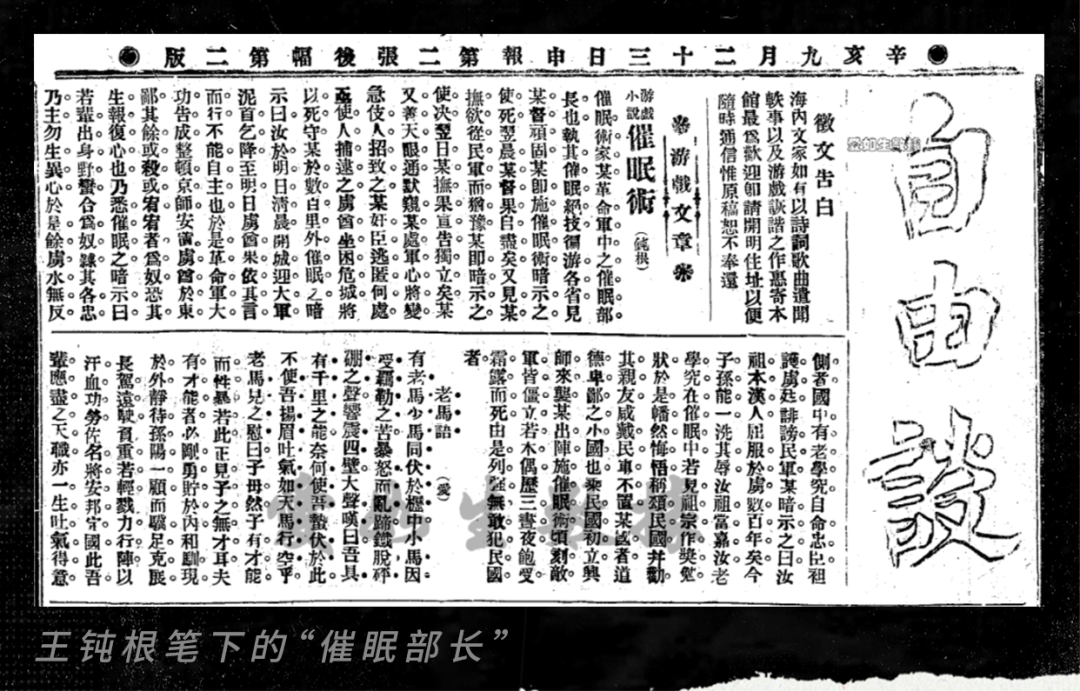 辛亥九月二十三日申報第二張後幅第二版
自由談
徵文告白
海內文家如有以詩詞歌曲遺聞
軼事以及游戲詼諧之作惠寄本
館最爲歡迎卽請開明住址以便
隨時通信惟原稿恕不奉還
游戲文章
游戲小說 催眠術 (鈍根)
催眠術家某革命軍中之催眠部
長也執其催眠絕技徧游各省見
某督頑固某卽施催眠術暗示之
使死翌晨某督果自盡矣又見某
撫欲從民軍而猶豫某卽暗示之
使决翌日某撫果宣告獨立矣某
又善天眼通默窺某處軍心將變
急伎人招致之某奸臣逃匿何處
亟使人捕逮之虜酋坐困危城將
以死守某於數百里外催眠之暗
示曰汝於明日清晨開城迎大軍
泥首乞降至明日虜酋果依其言
而行不能自主也於是革命軍大
功告成整頓京師安置虜酋於東
鄙其餘或殺或宥宥者爲奴恐其
生報復心也乃悉催眠之暗示曰
若輩出身野蠻合爲奴隸其各忠
乃主勿生異心於是餘虜永無反
側者國中有老學究自命忠臣袒
護虜廷誹謗民軍某暗示之曰汝
祖本漢人屈服於虜數百年矣今
子孫能一洗其辱汝祖當嘉汝老
學究在催眠中若見祖宗作獎勉
狀於是幡然悔悟稱頌民國幷勸
其親友咸戴民軍不置某國者道
德卑鄙之小國也乘民國初立興
師來襲某出陣施催眠術頃刻敵
軍皆僵立若木偶歷三晝夜飽受
霜露而死由是列强無敢犯民國
者
老馬語 (愛)
有老馬少馬同伏於櫪中小馬因
受羈勒之苦暴怒而亂蹄鐵脫砰
硼之聲響震四壁大聲嘆曰吾具
有千里之能奈何使吾蟄伏於此
不使吾揚眉吐氣如天馬行空乎
老馬兒之慰曰子毋然子有才能
而性暴若此正見子之無才耳夫
有才能者必剛勇貯於內和馴現
於外靜待孫陽一顧而驥足克展
長駕遠駛負重若輕戮力行陣以
汗血功勞佐名將安邦定國此吾
輩應盡之天職亦一生吐氣得意
王钝根笔下的“催眠部长”